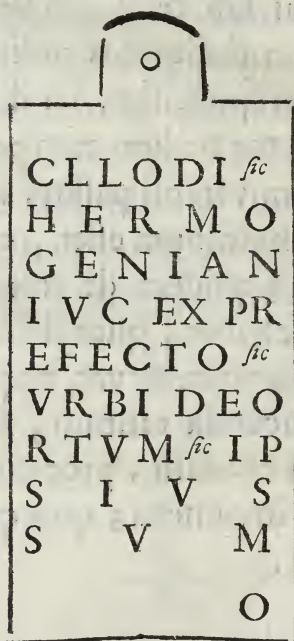 CLLODI sic
HERMO
GENIAN
IVC EX PR
EFECTO sic
VRBI DEO
RTVM sic IP
S I V S
S V M
O